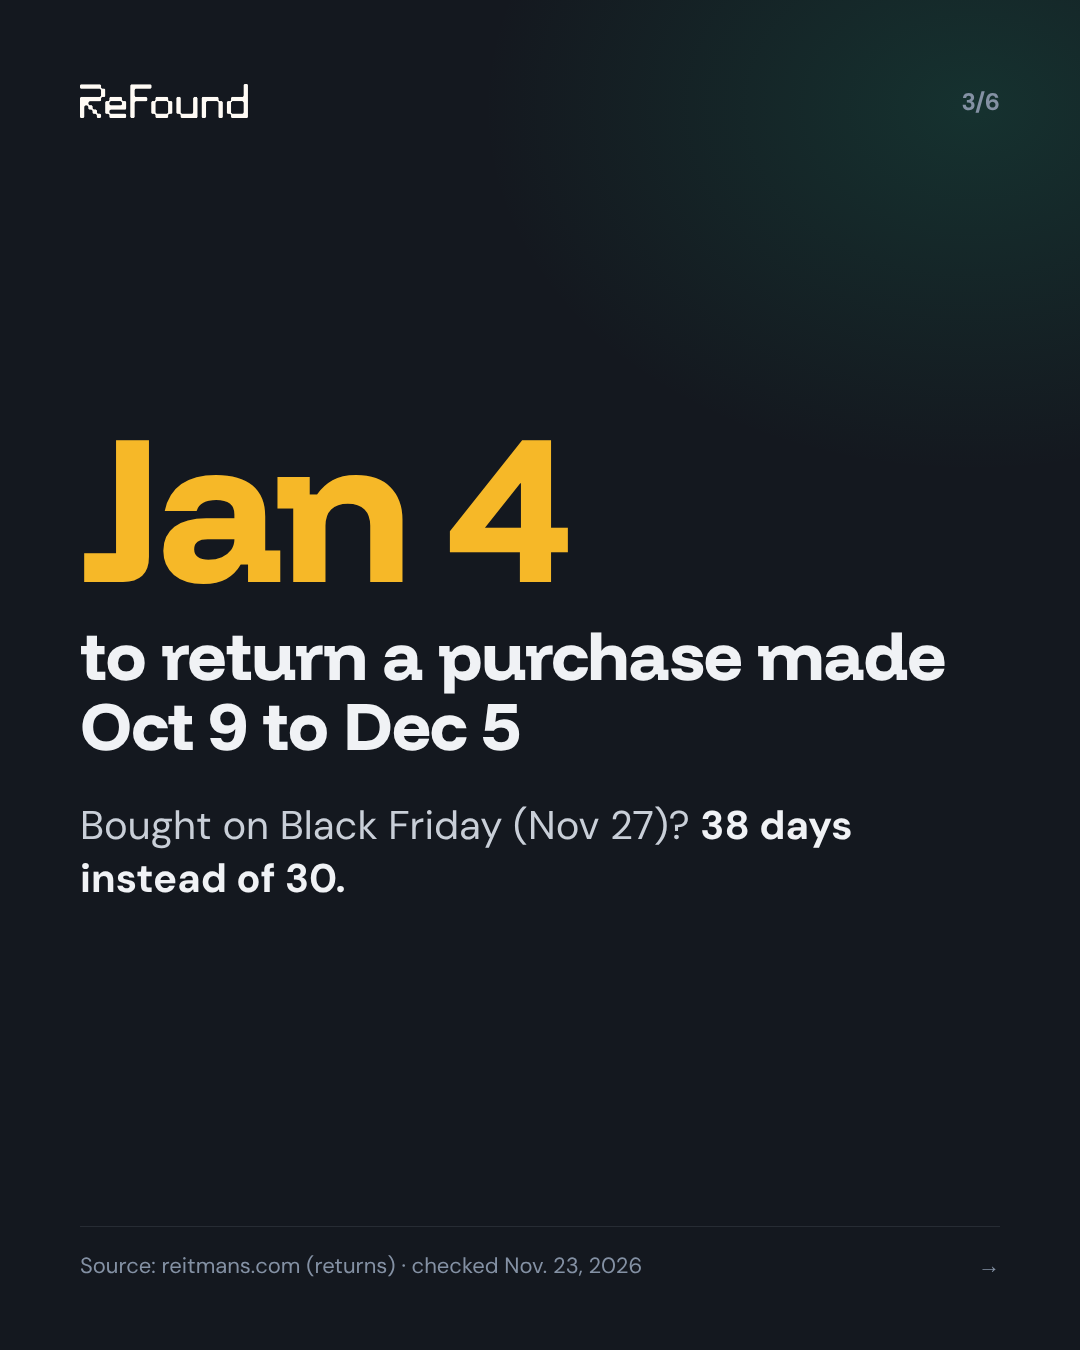 ReFound
3/6
Jan 4
to return a purchase made
Oct 9 to Dec 5
Bought on Black Friday (Nov 27)? 38 days
instead of 30.
Source: reitmans.com (returns) · checked Nov. 23, 2026 →